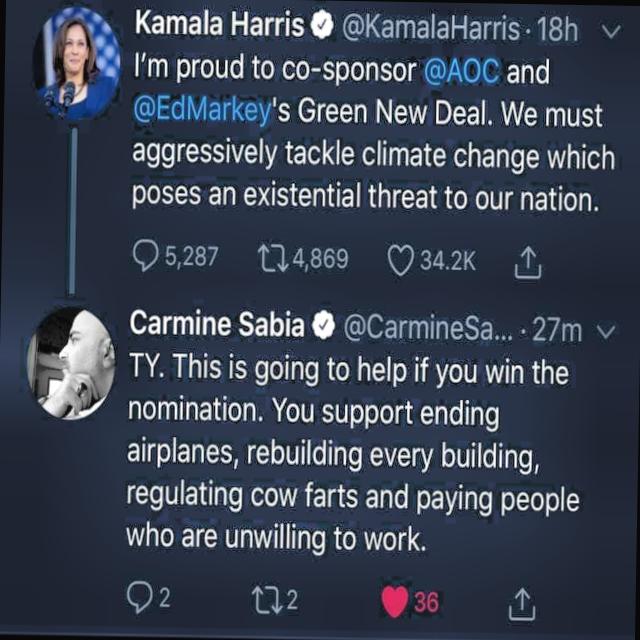 Kamala Harris @KamalaHarris · 18h
I'm proud to co-sponsor @AOC and
@EdMarkey's Green New Deal. We must
aggressively tackle climate change which
poses an existential threat to our nation.
5,287 4,869 34.2K
Carmine Sabia @CarmineSa... · 27m
TY. This is going to help if you win the
nomination. You support ending
airplanes, rebuilding every building,
regulating cow farts and paying people
who are unwilling to work.
2 2 36